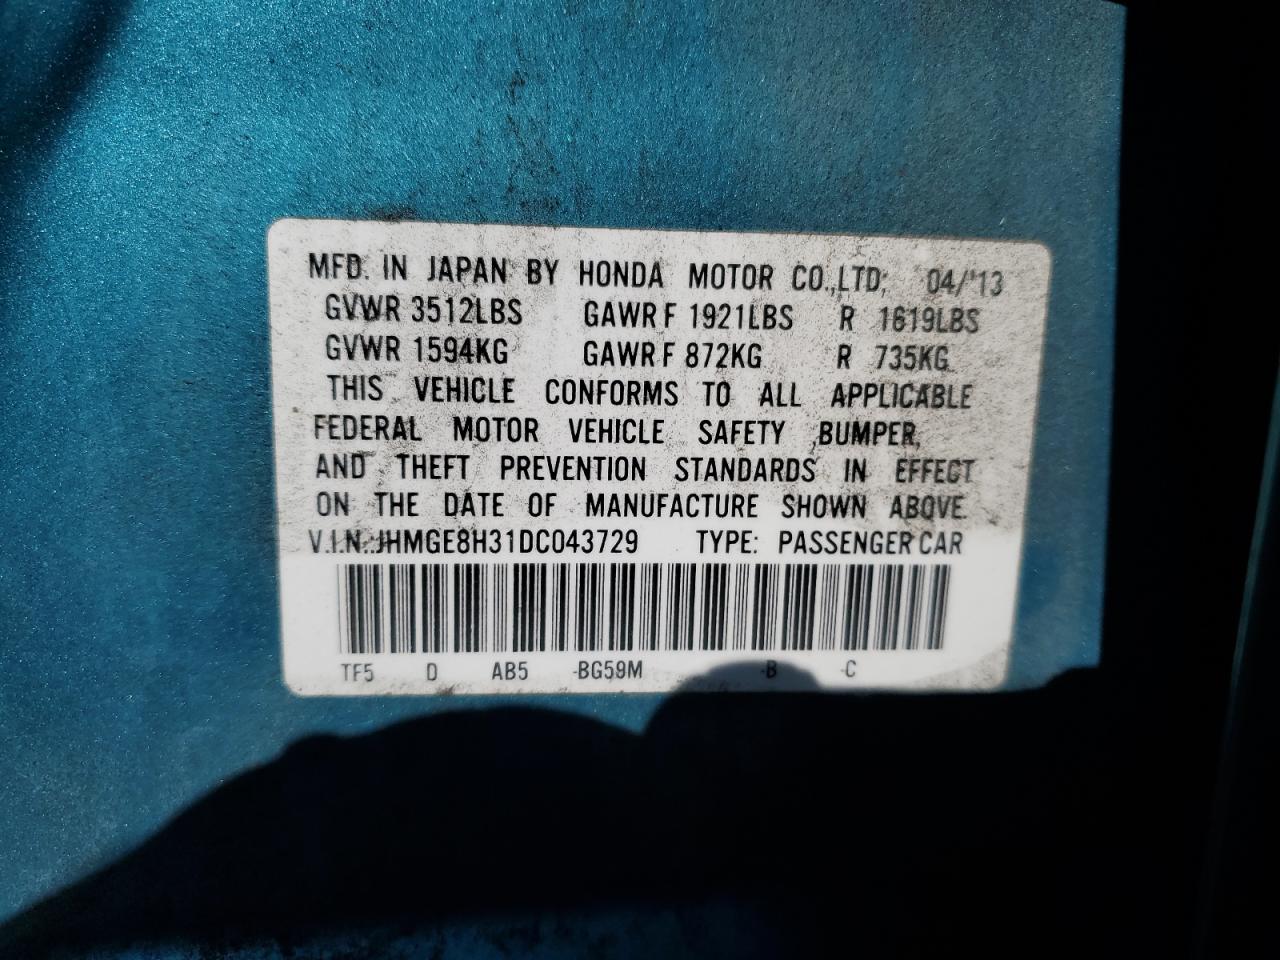 MFD. IN JAPAN BY HONDA MOTOR CO.,LTD; 04/'13
GVWR 3512LBS GAWR F 1921LBS R 1619LBS
GVWR 1594KG GAWR F 872KG R 735KG
THIS VEHICLE CONFORMS TO ALL APPLICABLE
FEDERAL MOTOR VEHICLE SAFETY ,BUMPER,
AND THEFT PREVENTION STANDARDS IN EFFECT
ON THE DATE OF MANUFACTURE SHOWN ABOVE.
V.I.N.:JHMGE8H31DC043729 TYPE: PASSENGER CAR
TF5 D AB5 -BG59M -B -C